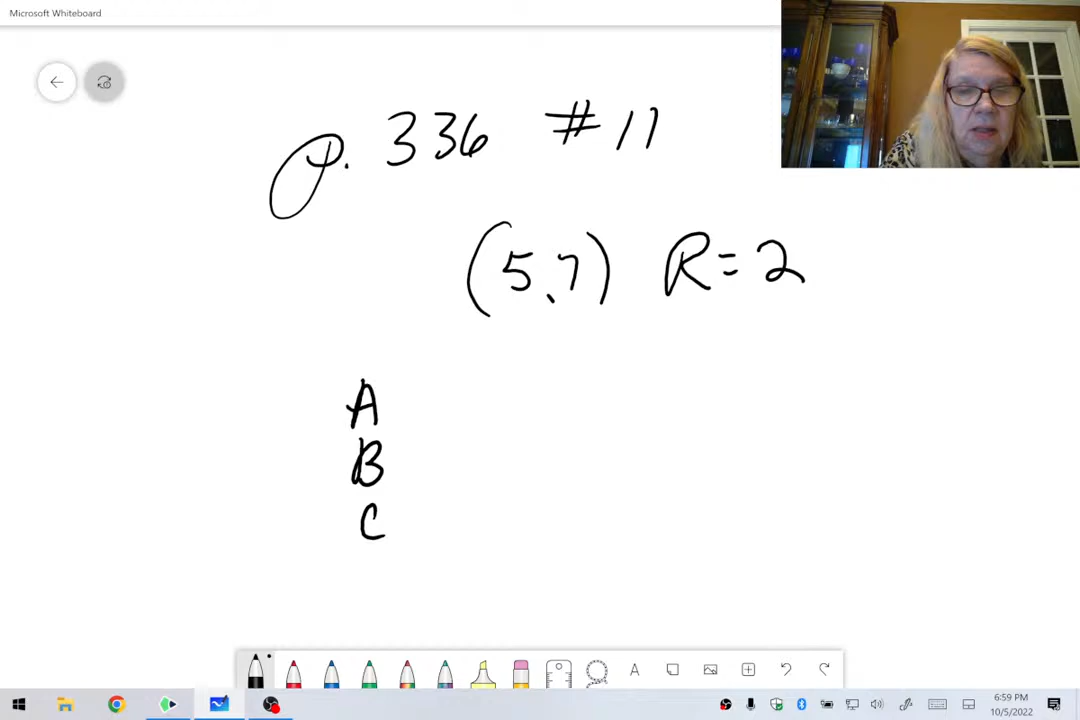 Microsoft Whiteboard
p. 336 #11
(5,7) R=2
A
B
C
A
6:59 PM
10/5/2022